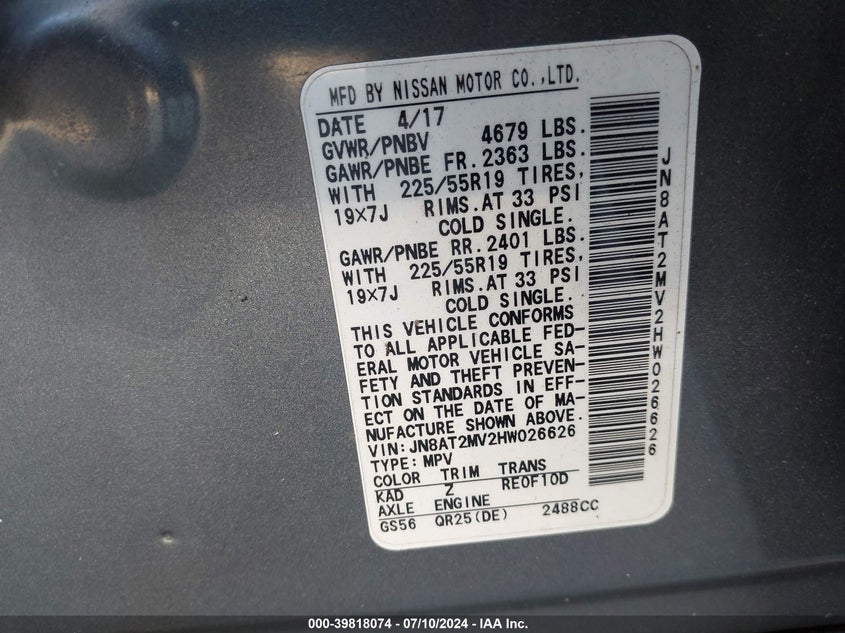 MFD BY NISSAN MOTOR CO.,LTD.
DATE 4/17
GVWR/PNBV 4679 LBS.
GAWR/PNBE FR.2363 LBS.
WITH 225/55R19 TIRES,
19×7J RIMS.AT 33 PSI
COLD SINGLE.
GAWR/PNBE RR.2401 LBS.
WITH 225/55R19 TIRES,
19×7J RIMS.AT 33 PSI
COLD SINGLE.
THIS VEHICLE CONFORMS
TO ALL APPLICABLE FED-
ERAL MOTOR VEHICLE SA-
FETY AND THEFT PREVEN-
TION STANDARDS IN EFF-
ECT ON THE DATE OF MA-
NUFACTURE SHOWN ABOVE.
VIN:JN8AT2MV2HW026626
TYPE:MPV
COLOR TRIM TRANS
KAD Z RE0F10D
AXLE ENGINE
GS56 QR25(DE) 2488CC
JN8AT2MV2HW026626
000-39818074 - 07/10/2024 - IAA Inc.